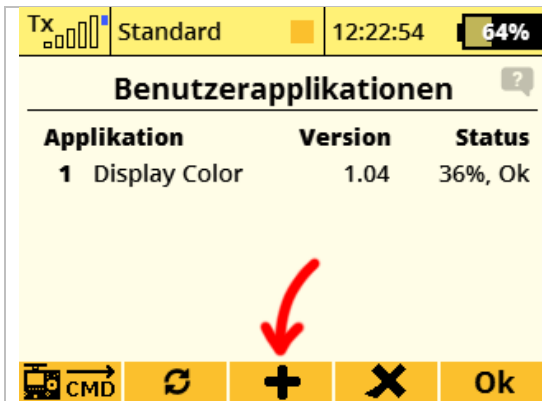 Tx Standard 12:22:54 64%
Benutzerapplikationen ?
Applikation Version Status
1 Display Color 1.04 36%, Ok
CMD Ok